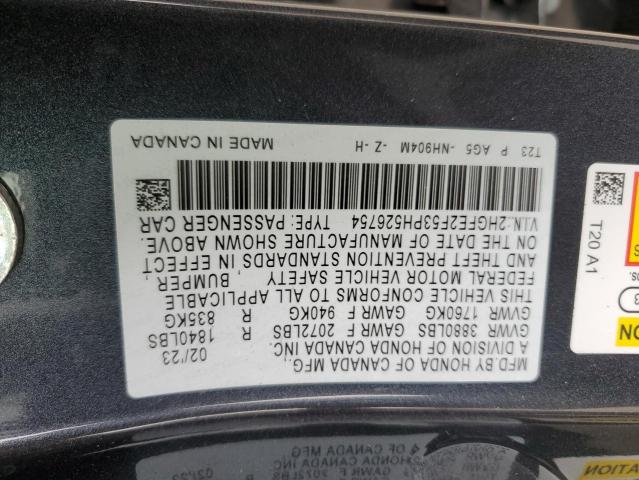 MFD.BY HONDA OF CANADA MFG.,
A DIVISION OF HONDA CANADA INC. 02/'23
GVWR 3880LBS GAWR F 2072LBS R 1840LBS
GVWR 1760KG GAWR F 940KG R 835KG
THIS VEHICLE CONFORMS TO ALL APPLICABLE
FEDERAL MOTOR VEHICLE SAFETY, BUMPER,
AND THEFT PREVENTION STANDARDS IN EFFECT
ON THE DATE OF MANUFACTURE SHOWN ABOVE.
VIN:2HGFE2F53PH526754 TYPE:PASSENGER CAR
T23 P AG5 -NH904M -Z -H MADE IN CANADA
T20 A1